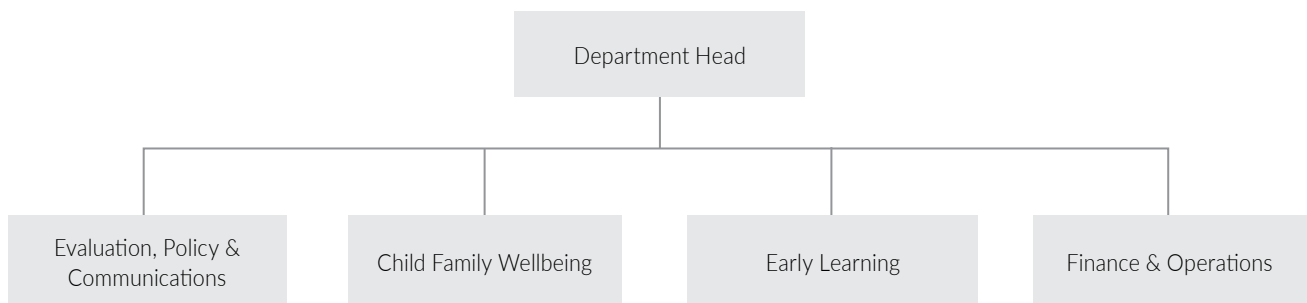 Department Head
Evaluation, Policy &
Communications
Child Family Wellbeing
Early Learning
Finance & Operations